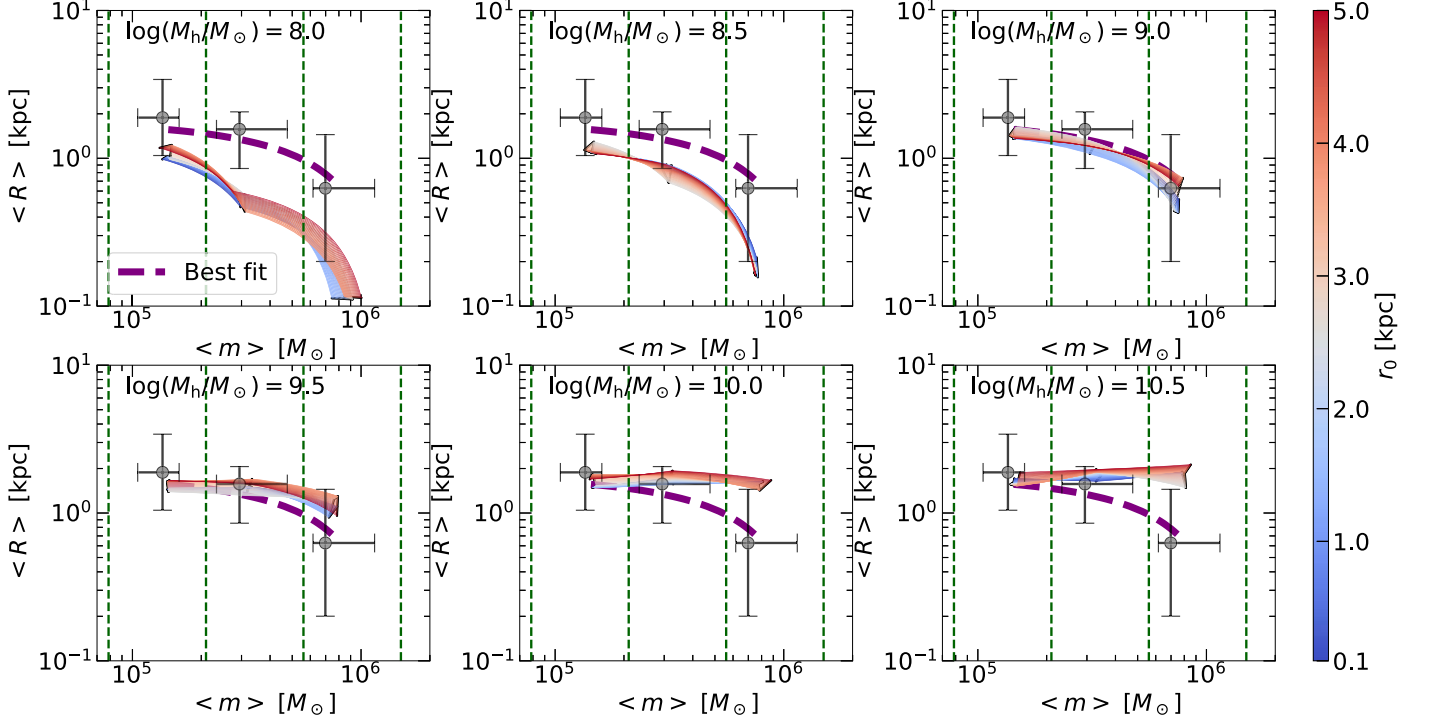 log(M_h/M_⊙) = 8.0
log(M_h/M_⊙) = 8.5
log(M_h/M_⊙) = 9.0
10^1
10^0
10^-1
<R> [kpc]
Best fit
10^5 10^6
<m> [M_⊙]
10^1
10^0
10^-1
<R> [kpc]
10^5 10^6
<m> [M_⊙]
10^1
10^0
10^-1
<R> [kpc]
10^5 10^6
<m> [M_⊙]
log(M_h/M_⊙) = 9.5
log(M_h/M_⊙) = 10.0
log(M_h/M_⊙) = 10.5
10^1
10^0
10^-1
<R> [kpc]
10^5 10^6
<m> [M_⊙]
10^1
10^0
10^-1
<R> [kpc]
10^5 10^6
<m> [M_⊙]
10^1
10^0
10^-1
<R> [kpc]
10^5 10^6
<m> [M_⊙]
5.0
4.0
3.0
2.0
1.0
0.1
r_0 [kpc]